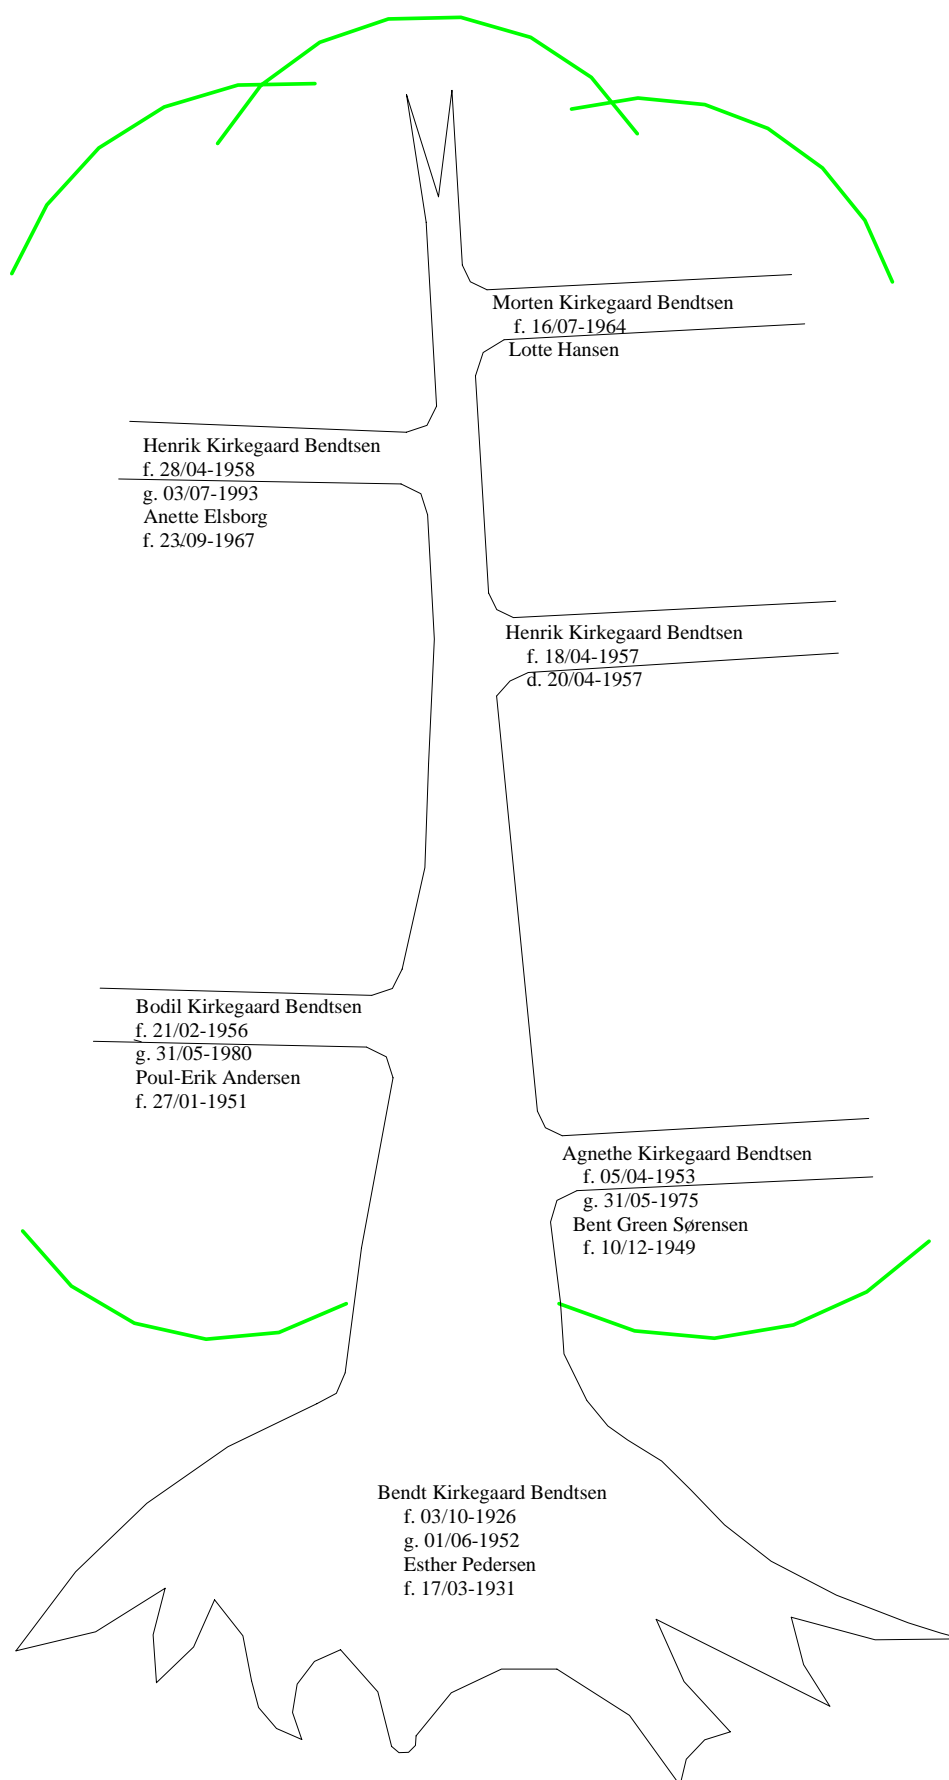 Morten Kirkegaard Bendtsen
f. 16/07-1964
Lotte Hansen
Henrik Kirkegaard Bendtsen
f. 28/04-1958
g. 03/07-1993
Anette Elsborg
f. 23/09-1967
Henrik Kirkegaard Bendtsen
f. 18/04-1957
d. 20/04-1957
Bodil Kirkegaard Bendtsen
f. 21/02-1956
g. 31/05-1980
Poul-Erik Andersen
f. 27/01-1951
Agnethe Kirkegaard Bendtsen
f. 05/04-1953
g. 31/05-1975
Bent Green Sørensen
f. 10/12-1949
Bendt Kirkegaard Bendtsen
f. 03/10-1926
g. 01/06-1952
Esther Pedersen
f. 17/03-1931